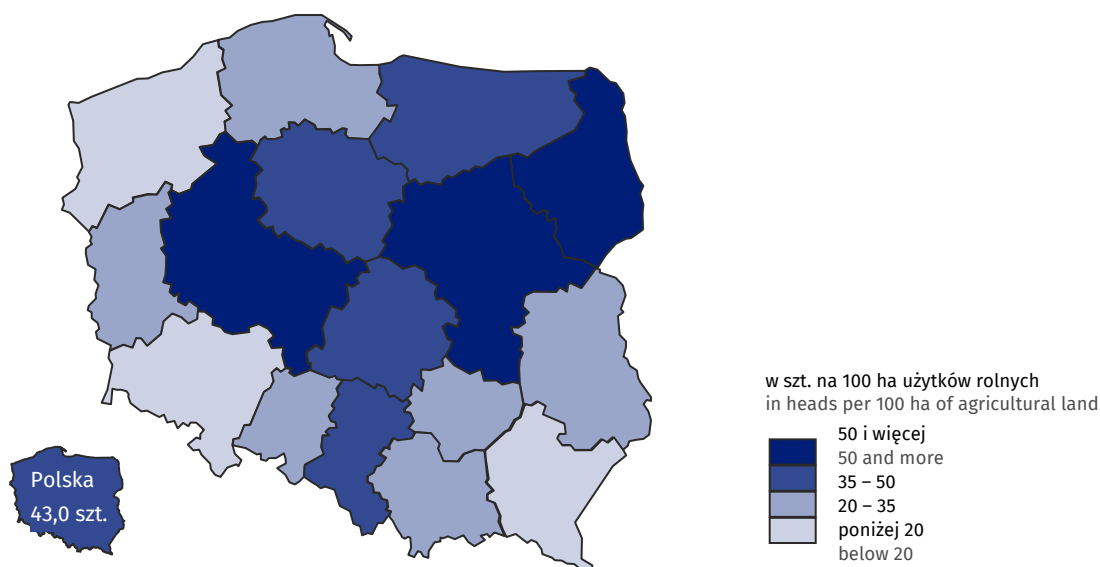 w szt. na 100 ha użytków rolnych
in heads per 100 ha of agricultural land
50 i więcej
50 and more
35 – 50
20 – 35
poniżej 20
below 20
Polska
43,0 szt.